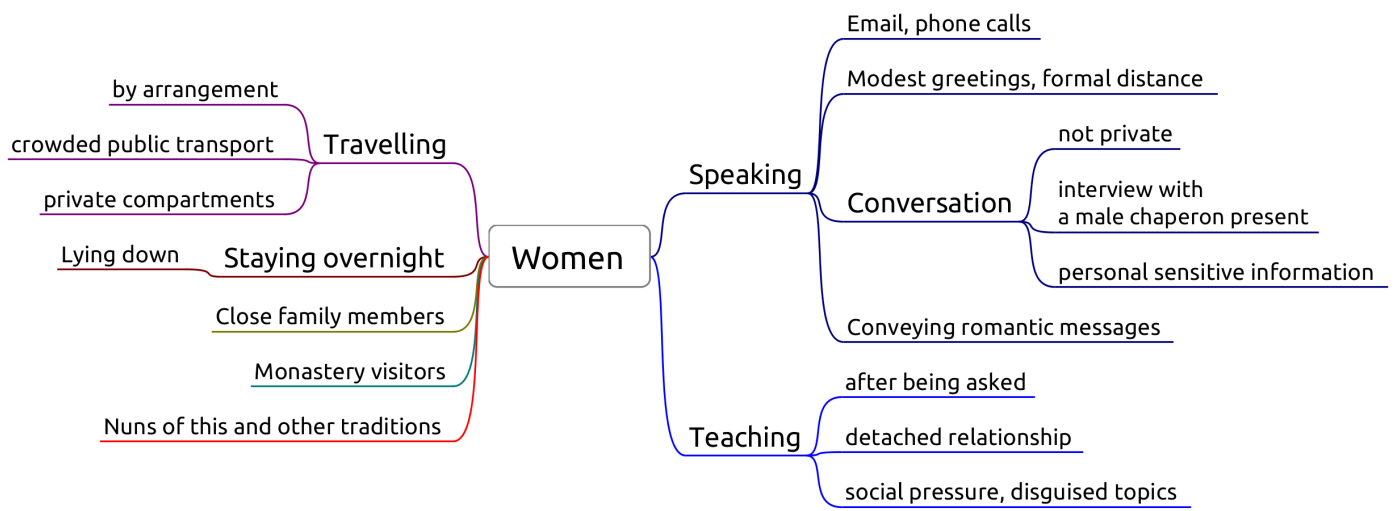 Women
Travelling
by arrangement
crowded public transport
private compartments
Staying overnight
Lying down
Close family members
Monastery visitors
Nuns of this and other traditions
Speaking
Email, phone calls
Modest greetings, formal distance
Conversation
not private
interview with
a male chaperon present
personal sensitive information
Conveying romantic messages
Teaching
after being asked
detached relationship
social pressure, disguised topics